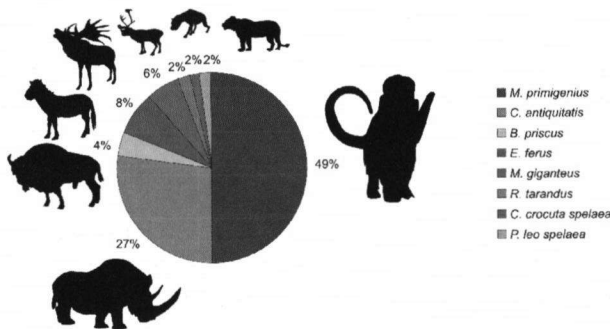 6%
2%
2%
2%
8%
4%
49%
27%
M. primigenius
C. antiquitatis
B. priscus
E. ferus
M. giganteus
R. tarandus
C. crocuta spelaea
P. leo spelaea